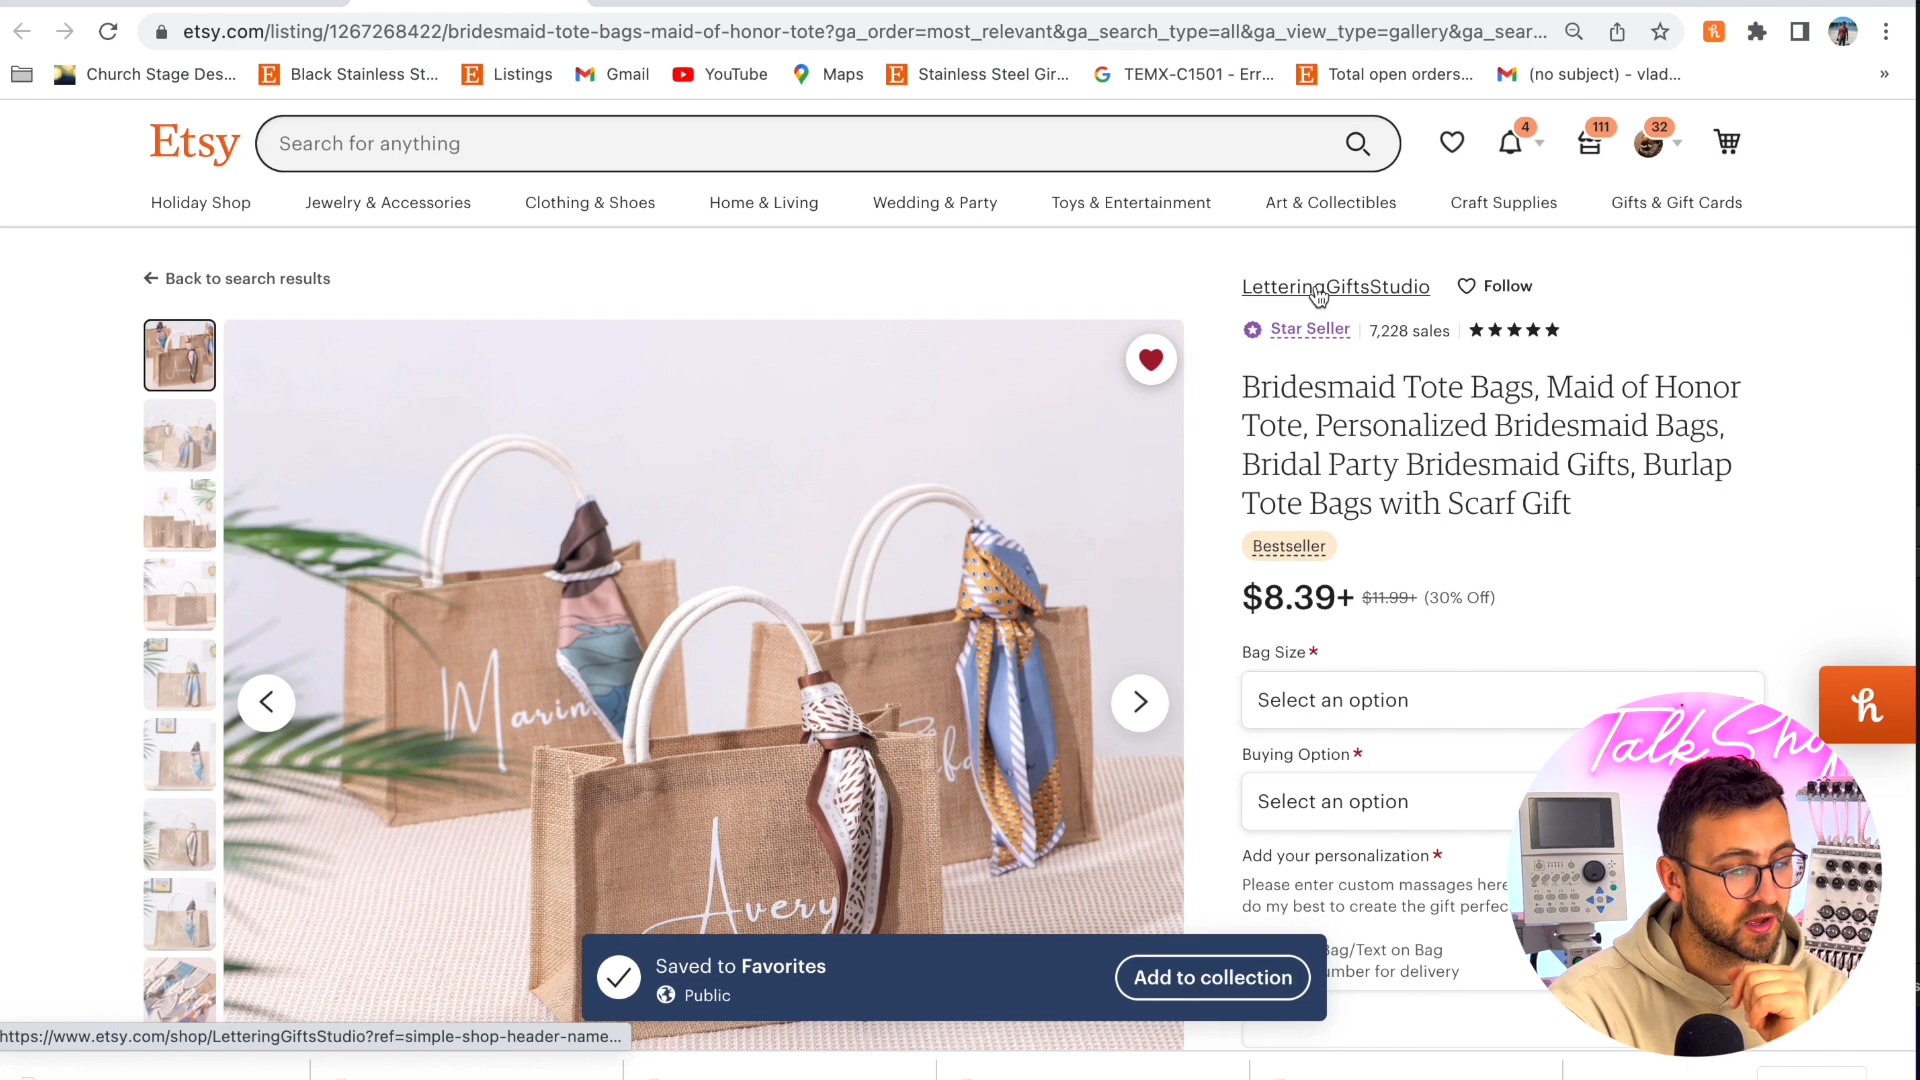 etsy.com/listing/1267268422/bridesmaid-tote-bags-maid-of-honor-tote?ga_order=most_relevant&ga_search_type=all&ga_view_type=gallery&ga_sear...
Church Stage Des... Black Stainless St... Listings Gmail YouTube Maps Stainless Steel Gir... TEMX-C1501 - Err... Total open orders... (no subject) - vlad... »
Etsy
Search for anything
4
111
32
Holiday Shop Jewelry & Accessories Clothing & Shoes Home & Living Wedding & Party Toys & Entertainment Art & Collectibles Craft Supplies Gifts & Gift Cards
Back to search results
LetteringGiftsStudio Follow
Star Seller 7,228 sales
Bridesmaid Tote Bags, Maid of Honor
Tote, Personalized Bridesmaid Bags,
Bridal Party Bridesmaid Gifts, Burlap
Tote Bags with Scarf Gift
Bestseller
$8.39+ $11.99+ (30% Off)
Bag Size*
Select an option
Buying Option*
Select an option
Add your personalization*
Please enter custom massages here
do my best to create the gift perfec
Bag/Text on Bag
umber for delivery
Marin
Avery
Saved to Favorites
Public
Add to collection
Talk Sho
h
https://www.etsy.com/shop/LetteringGiftsStudio?ref=simple-shop-header-name...